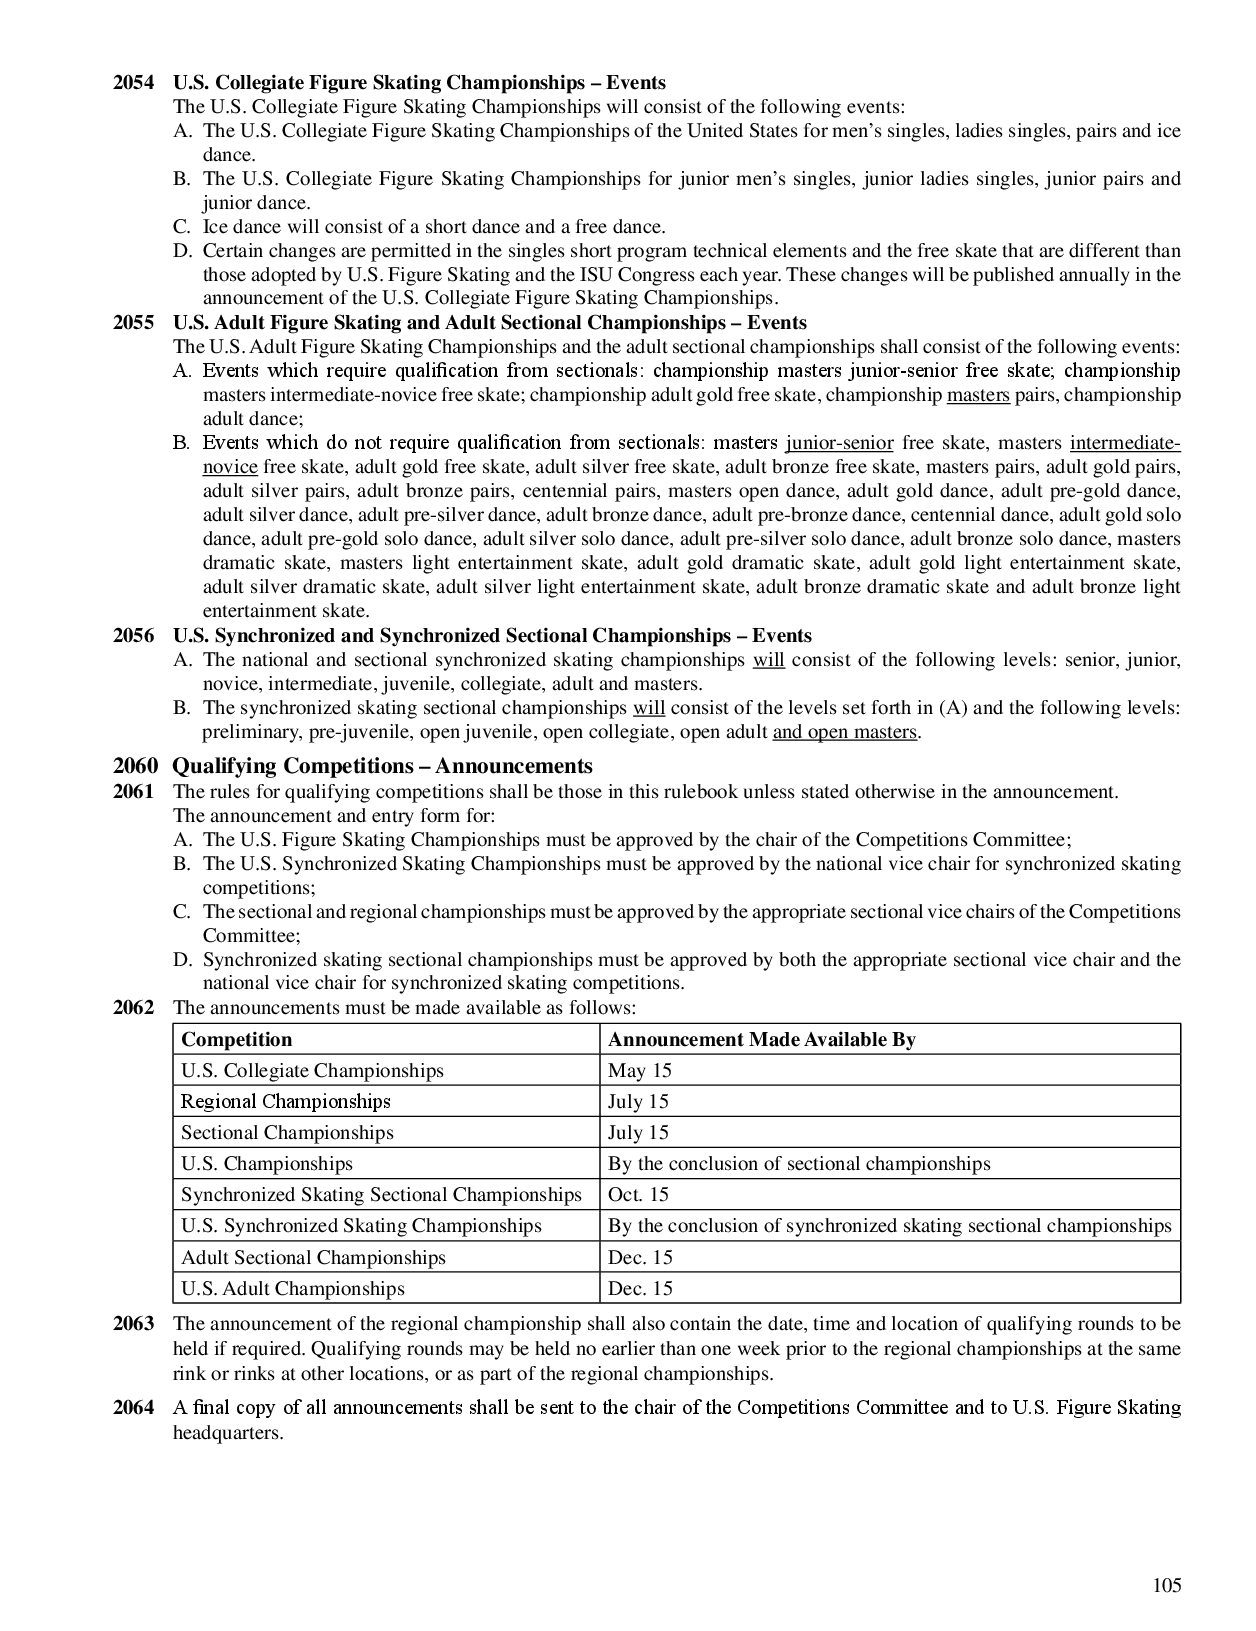 2054 U.S. Collegiate Figure Skating Championships – Events
The U.S. Collegiate Figure Skating Championships will consist of the following events:
A. The U.S. Collegiate Figure Skating Championships of the United States for men's singles, ladies singles, pairs and ice
dance.
B. The U.S. Collegiate Figure Skating Championships for junior men's singles, junior ladies singles, junior pairs and
junior dance.
C. Ice dance will consist of a short dance and a free dance.
D. Certain changes are permitted in the singles short program technical elements and the free skate that are different than
those adopted by U.S. Figure Skating and the ISU Congress each year. These changes will be published annually in the
announcement of the U.S. Collegiate Figure Skating Championships.
2055 U.S. Adult Figure Skating and Adult Sectional Championships – Events
The U.S. Adult Figure Skating Championships and the adult sectional championships shall consist of the following events:
A. Events which require qualification from sectionals: championship masters junior-senior free skate; championship
masters intermediate-novice free skate; championship adult gold free skate, championship masters pairs, championship
adult dance;
B. Events which do not require qualification from sectionals: masters junior-senior free skate, masters intermediate-
novice free skate, adult gold free skate, adult silver free skate, adult bronze free skate, masters pairs, adult gold pairs,
adult silver pairs, adult bronze pairs, centennial pairs, masters open dance, adult gold dance, adult pre-gold dance,
adult silver dance, adult pre-silver dance, adult bronze dance, adult pre-bronze dance, centennial dance, adult gold solo
dance, adult pre-gold solo dance, adult silver solo dance, adult pre-silver solo dance, adult bronze solo dance, masters
dramatic skate, masters light entertainment skate, adult gold dramatic skate, adult gold light entertainment skate,
adult silver dramatic skate, adult silver light entertainment skate, adult bronze dramatic skate and adult bronze light
entertainment skate.
2056 U.S. Synchronized and Synchronized Sectional Championships – Events
A. The national and sectional synchronized skating championships will consist of the following levels: senior, junior,
novice, intermediate, juvenile, collegiate, adult and masters.
B. The synchronized skating sectional championships will consist of the levels set forth in (A) and the following levels:
preliminary, pre-juvenile, open juvenile, open collegiate, open adult and open masters.
2060 Qualifying Competitions – Announcements
2061 The rules for qualifying competitions shall be those in this rulebook unless stated otherwise in the announcement.
The announcement and entry form for:
A. The U.S. Figure Skating Championships must be approved by the chair of the Competitions Committee;
B. The U.S. Synchronized Skating Championships must be approved by the national vice chair for synchronized skating
competitions;
C. The sectional and regional championships must be approved by the appropriate sectional vice chairs of the Competitions
Committee;
D. Synchronized skating sectional championships must be approved by both the appropriate sectional vice chair and the
national vice chair for synchronized skating competitions.
2062 The announcements must be made available as follows:
Competition Announcement Made Available By
U.S. Collegiate Championships May 15
Regional Championships July 15
Sectional Championships July 15
U.S. Championships By the conclusion of sectional championships
Synchronized Skating Sectional Championships Oct. 15
U.S. Synchronized Skating Championships By the conclusion of synchronized skating sectional championships
Adult Sectional Championships Dec. 15
U.S. Adult Championships Dec. 15
2063 The announcement of the regional championship shall also contain the date, time and location of qualifying rounds to be
held if required. Qualifying rounds may be held no earlier than one week prior to the regional championships at the same
rink or rinks at other locations, or as part of the regional championships.
2064 A final copy of all announcements shall be sent to the chair of the Competitions Committee and to U.S. Figure Skating
headquarters.
105